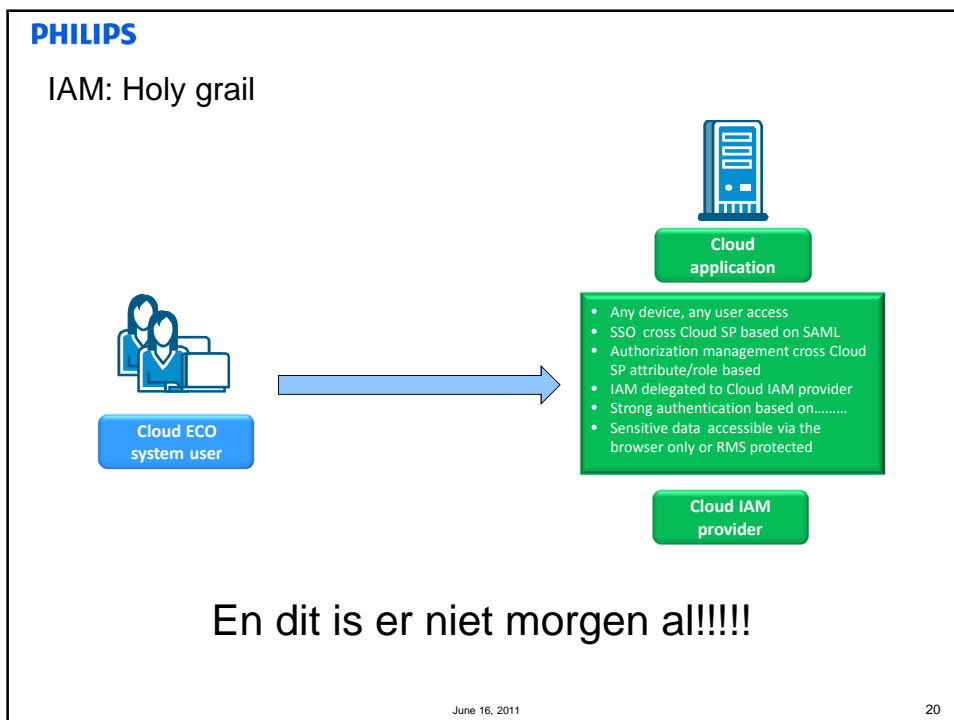 PHILIPS
IAM: Holy grail
Cloud
application
• Any device, any user access
• SSO cross Cloud SP based on SAML
• Authorization management cross Cloud
SP attribute/role based
• IAM delegated to Cloud IAM provider
• Strong authentication based on………
• Sensitive data accessible via the
browser only or RMS protected
Cloud ECO
system user
Cloud IAM
provider
En dit is er niet morgen al!!!!!
June 16, 2011
20